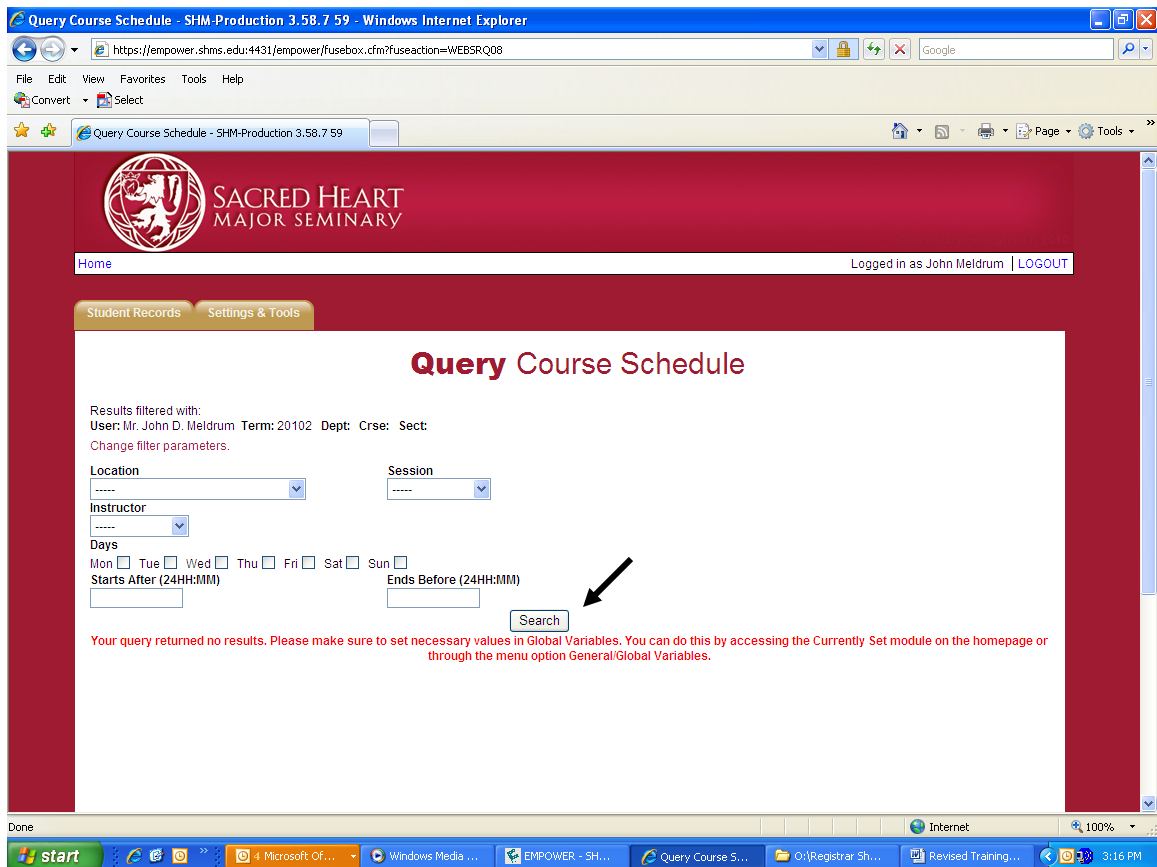 Query Course Schedule - SHM-Production 3.58.7 59 - Windows Internet Explorer
https://empower.shms.edu:4431/empower/fusebox.cfm?fuseaction=WEBSRQ08
Google
File Edit View Favorites Tools Help
Convert Select
Query Course Schedule - SHM-Production 3.58.7 59
Page Tools
SACRED HEART
MAJOR SEMINARY
Home Logged in as John Meldrum | LOGOUT
Student Records Settings & Tools
Query Course Schedule
Results filtered with:
User: Mr. John D. Meldrum Term: 20102 Dept: Crse: Sect:
Change filter parameters.
Location Session
----- -----
Instructor
-----
Days
Mon Tue Wed Thu Fri Sat Sun
Starts After (24HH:MM) Ends Before (24HH:MM)
Search
Your query returned no results. Please make sure to set necessary values in Global Variables. You can do this by accessing the Currently Set module on the homepage or
through the menu option General/Global Variables.
Done Internet 100%
start 4 Microsoft Of... Windows Media ... EMPOWER - SH... Query Course S... O:\Registrar Sh... Revised Training... 3:16 PM